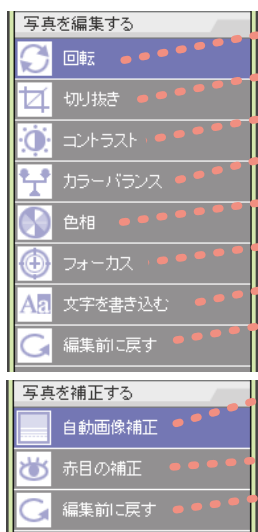 写真を編集する
回転
切り抜き
コントラスト
カラーバランス
色相
フォーカス
Aa 文字を書き込む
編集前に戻す
写真を補正する
自動画像補正
赤目の補正
編集前に戻す